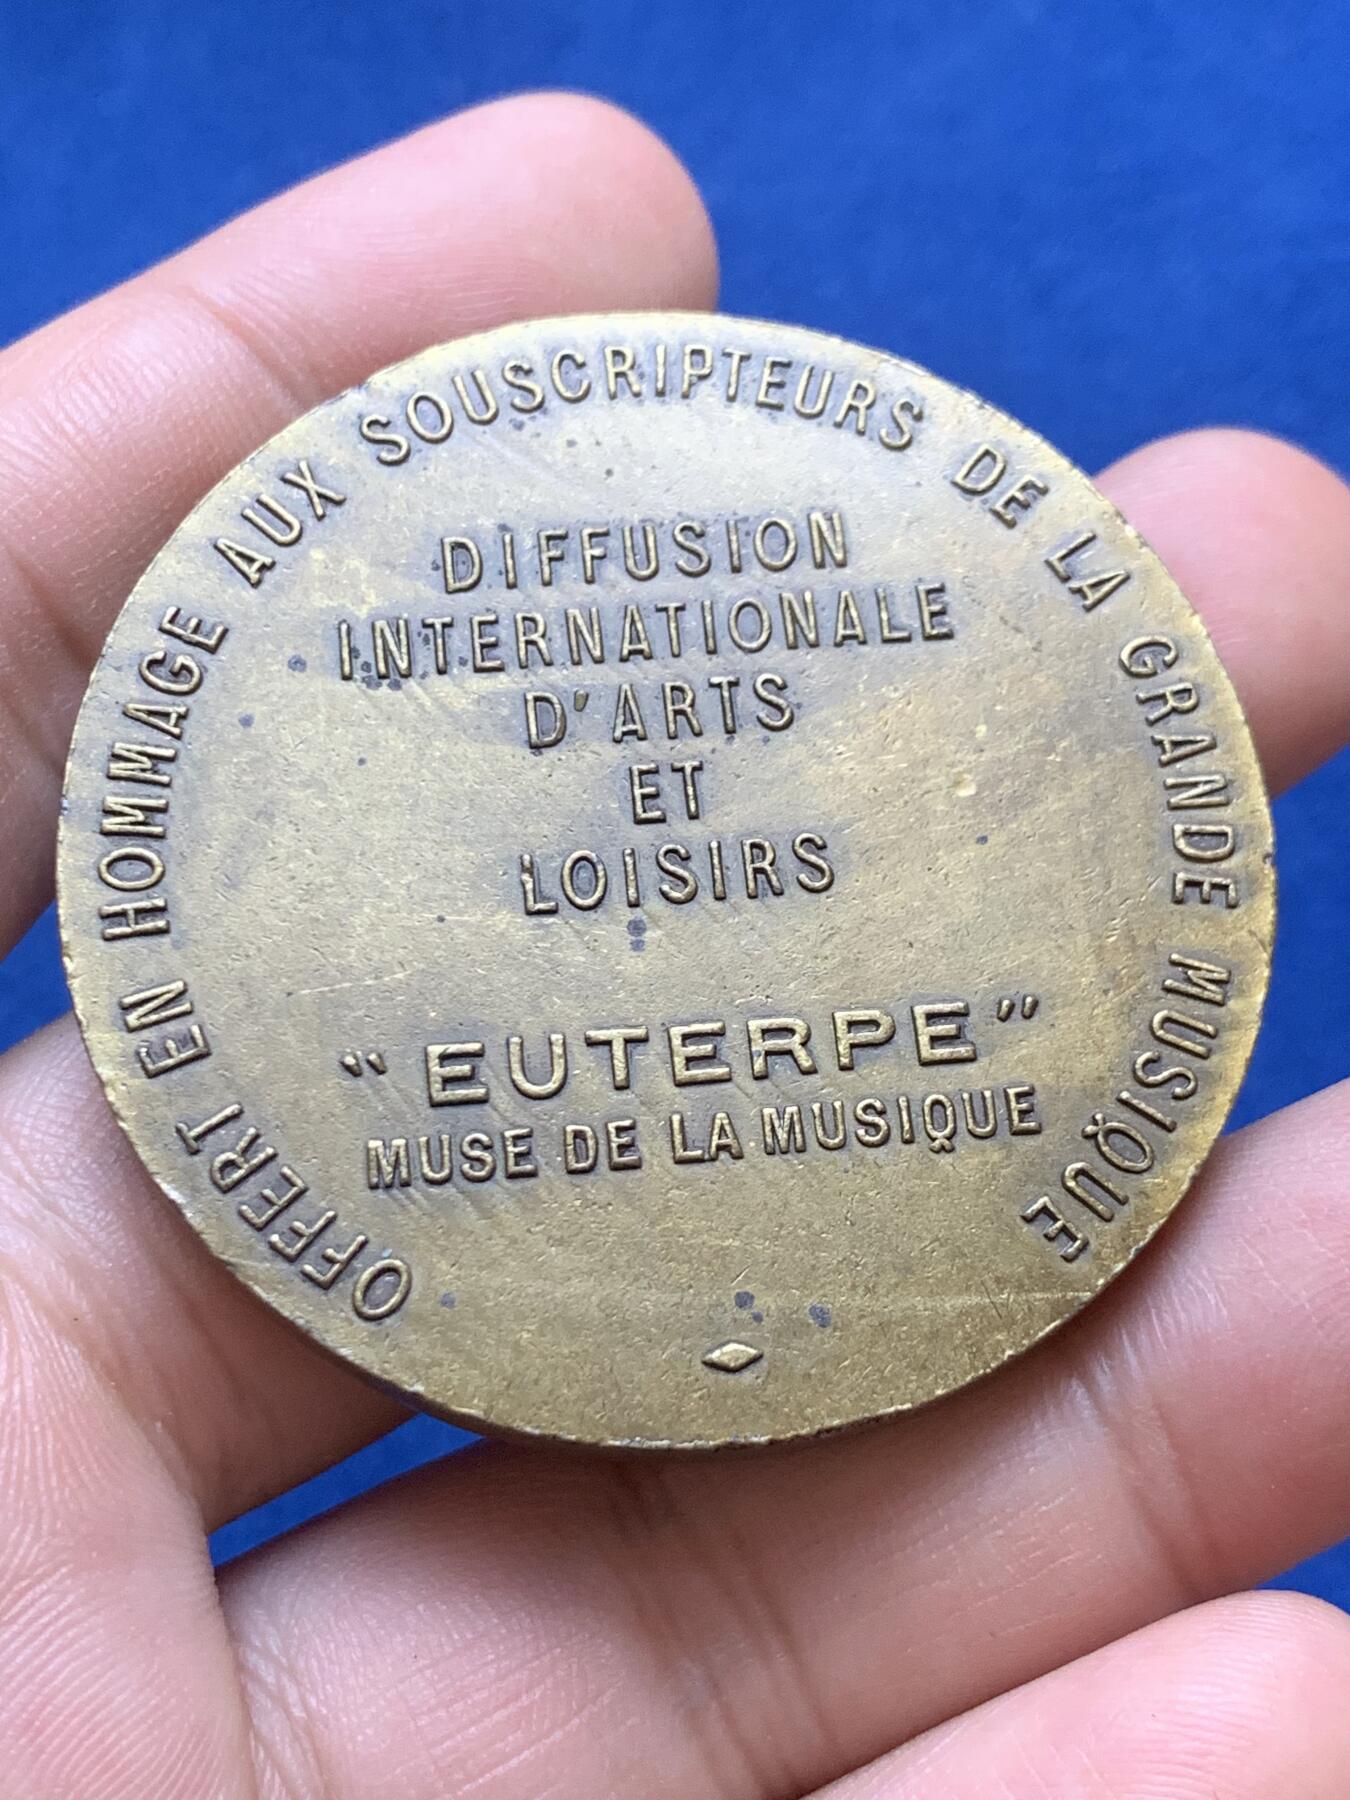 OFFERT EN HOMMAGE AUX SOUSCRIPTEURS DE LA GRANDE MUSIQUE
DIFFUSION
INTERNATIONALE
D'ARTS
ET
LOISIRS
"EUTERPE"
MUSE DE LA MUSIQUE